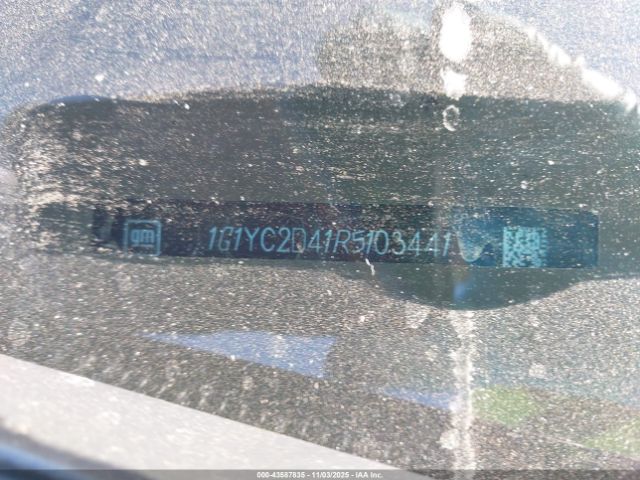 gm 1G1YC2D41R5103441
000-43587835 - 11/03/2025 - © IAA Inc.